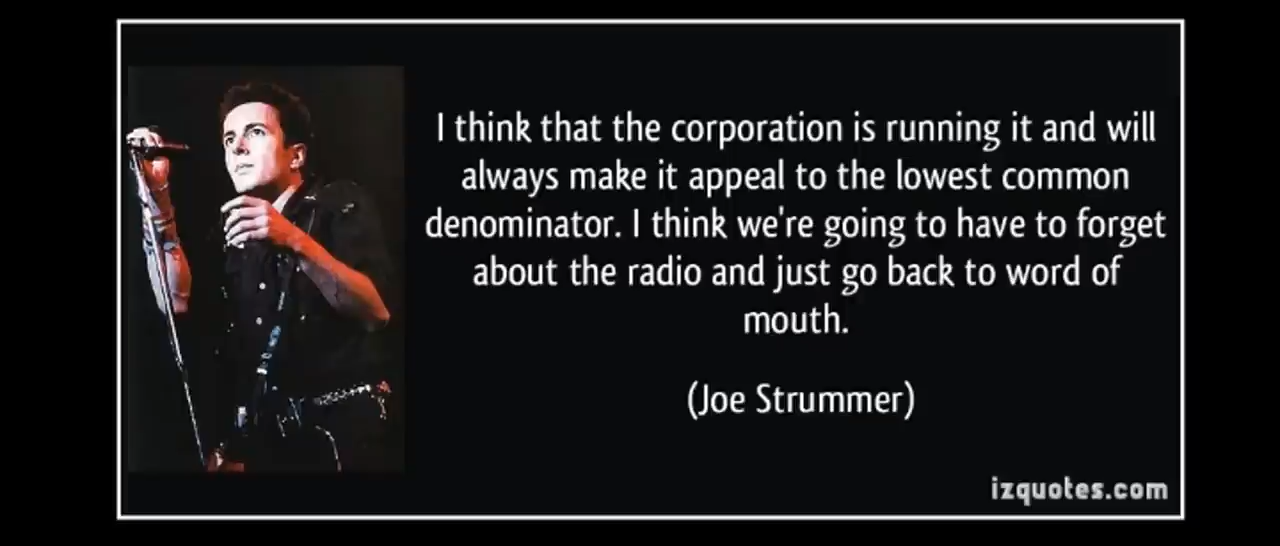 I think that the corporation is running it and will
always make it appeal to the lowest common
denominator. I think we're going to have to forget
about the radio and just go back to word of
mouth.
(Joe Strummer)
izquotes.com